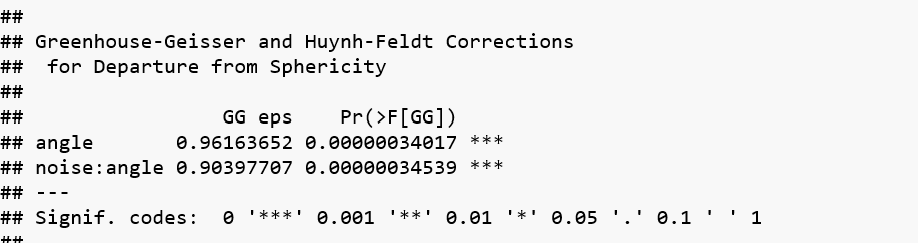 ##
## Greenhouse-Geisser and Huynh-Feldt Corrections
##  for Departure from Sphericity
##
##                GG eps    Pr(>F[GG])
## angle       0.96163652 0.00000034017 ***
## noise:angle 0.90397707 0.00000034539 ***
## ---
## Signif. codes:  0 '***' 0.001 '**' 0.01 '*' 0.05 '.' 0.1 ' ' 1
##